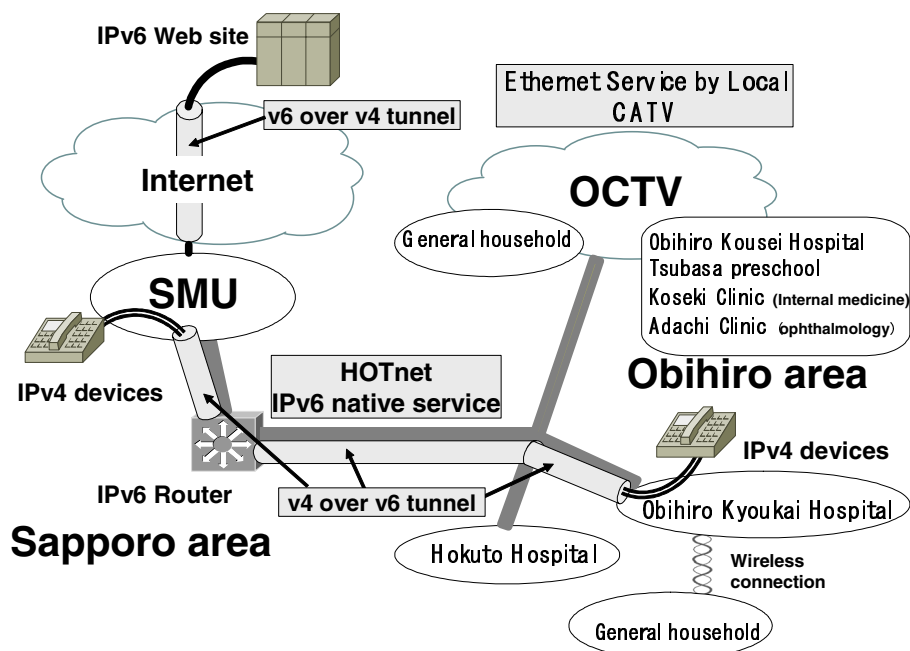 IPv6 Web site
Ethernet Service by Local
CATV
v6 over v4 tunnel
Internet
OCTV
General household
Obihiro Kousei Hospital
Tsubasa preschool
Koseki Clinic (Internal medicine)
Adachi Clinic (ophthalmology)
SMU
IPv4 devices
HOTnet
IPv6 native service
Obihiro area
IPv4 devices
IPv6 Router
v4 over v6 tunnel
Obihiro Kyoukai Hospital
Sapporo area
Hokuto Hospital
Wireless
connection
General household